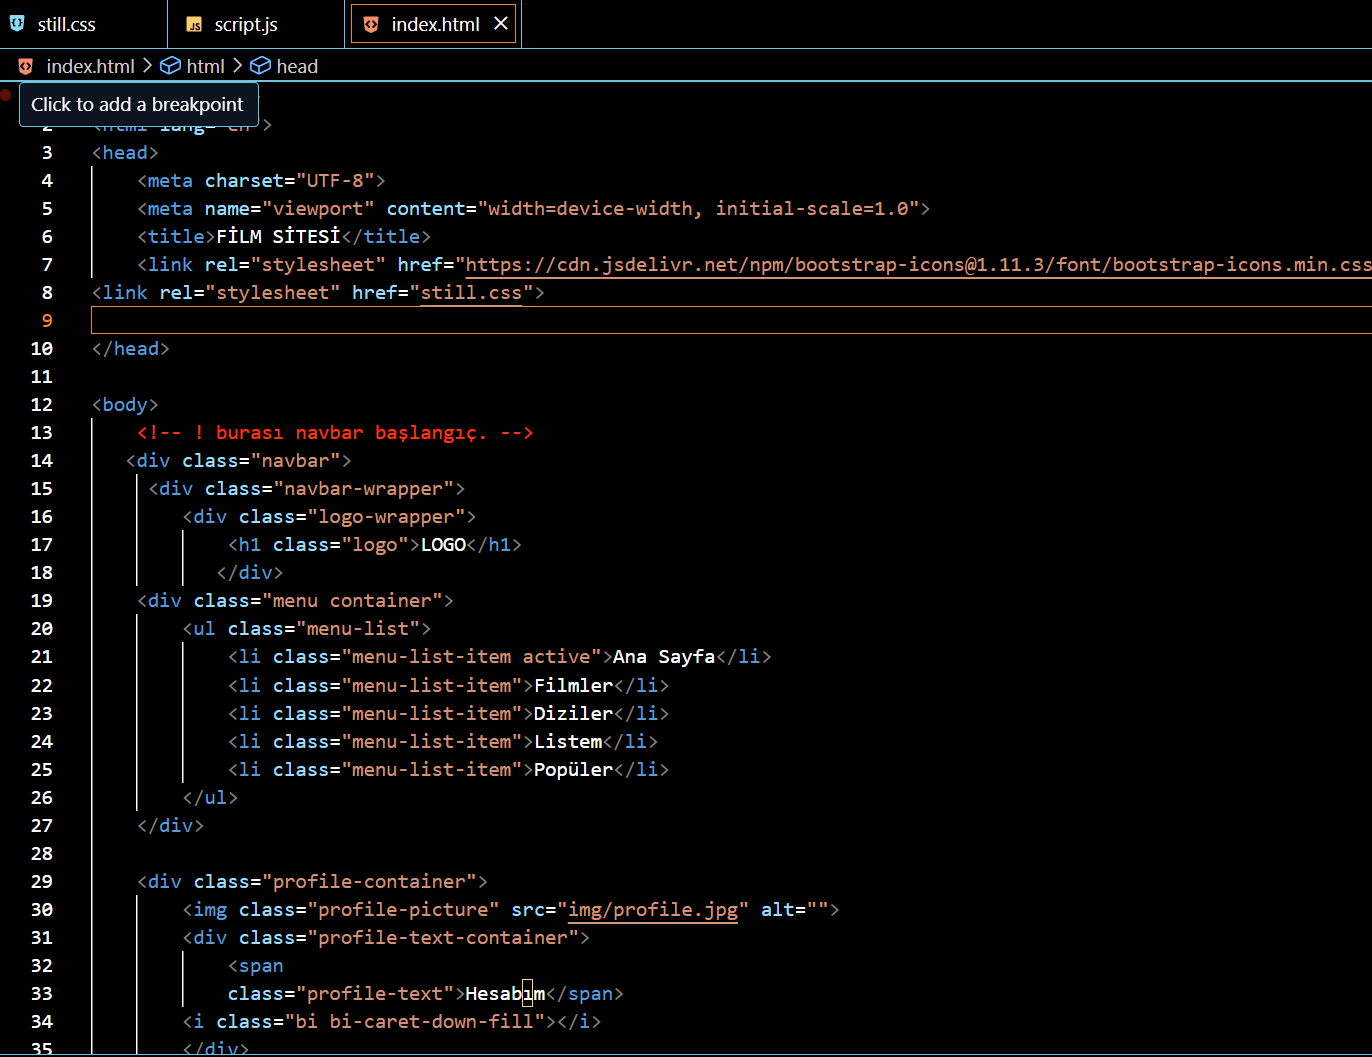 still.css script.js index.html
index.html > html > head
Click to add a breakpoint
2 <html lang="en">
3 <head>
4 <meta charset="UTF-8">
5 <meta name="viewport" content="width=device-width, initial-scale=1.0">
6 <title>FİLM SİTESİ</title>
7 <link rel="stylesheet" href="https://cdn.jsdelivr.net/npm/bootstrap-icons@1.11.3/font/bootstrap-icons.min.css
8 <link rel="stylesheet" href="still.css">
9
10 </head>
11
12 <body>
13 <!-- ! burası navbar başlangıç. -->
14 <div class="navbar">
15 <div class="navbar-wrapper">
16 <div class="logo-wrapper">
17 <h1 class="logo">LOGO</h1>
18 </div>
19 <div class="menu container">
20 <ul class="menu-list">
21 <li class="menu-list-item active">Ana Sayfa</li>
22 <li class="menu-list-item">Filmler</li>
23 <li class="menu-list-item">Diziler</li>
24 <li class="menu-list-item">Listem</li>
25 <li class="menu-list-item">Popüler</li>
26 </ul>
27 </div>
28
29 <div class="profile-container">
30 <img class="profile-picture" src="img/profile.jpg" alt="">
31 <div class="profile-text-container">
32 <span
33 class="profile-text">Hesabım</span>
34 <i class="bi bi-caret-down-fill"></i>
35 </div>